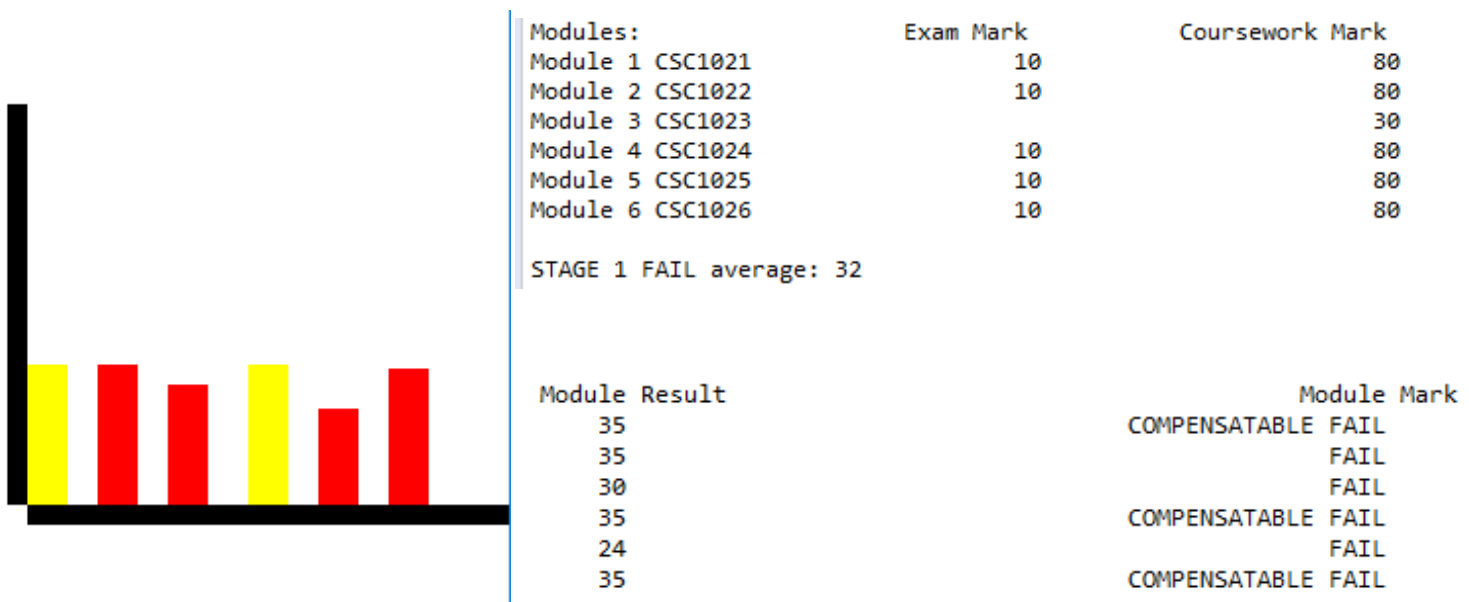 Modules: Exam Mark Coursework Mark
Module 1 CSC1021 10 80
Module 2 CSC1022 10 80
Module 3 CSC1023 30
Module 4 CSC1024 10 80
Module 5 CSC1025 10 80
Module 6 CSC1026 10 80
STAGE 1 FAIL average: 32
Module Result Module Mark
35 COMPENSATABLE FAIL
35 FAIL
30 FAIL
35 COMPENSATABLE FAIL
24 FAIL
35 COMPENSATABLE FAIL